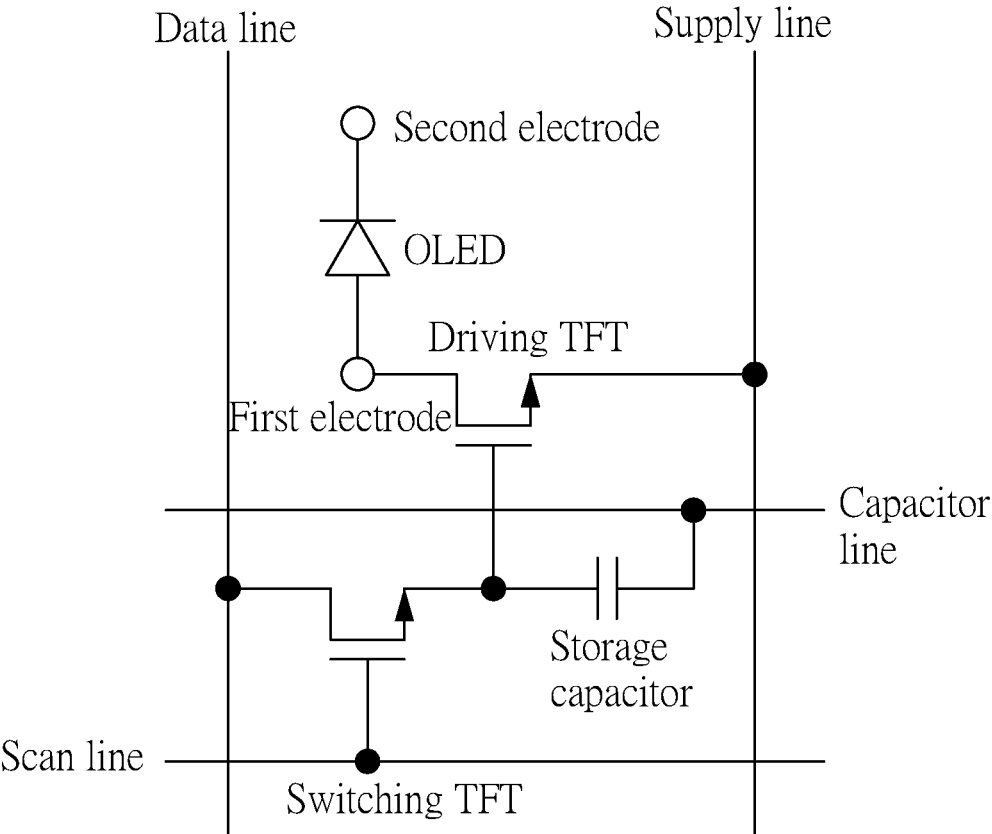 Data line
Supply line
Second electrode
OLED
Driving TFT
First electrode
Capacitor
line
Storage
capacitor
Scan line
Switching TFT